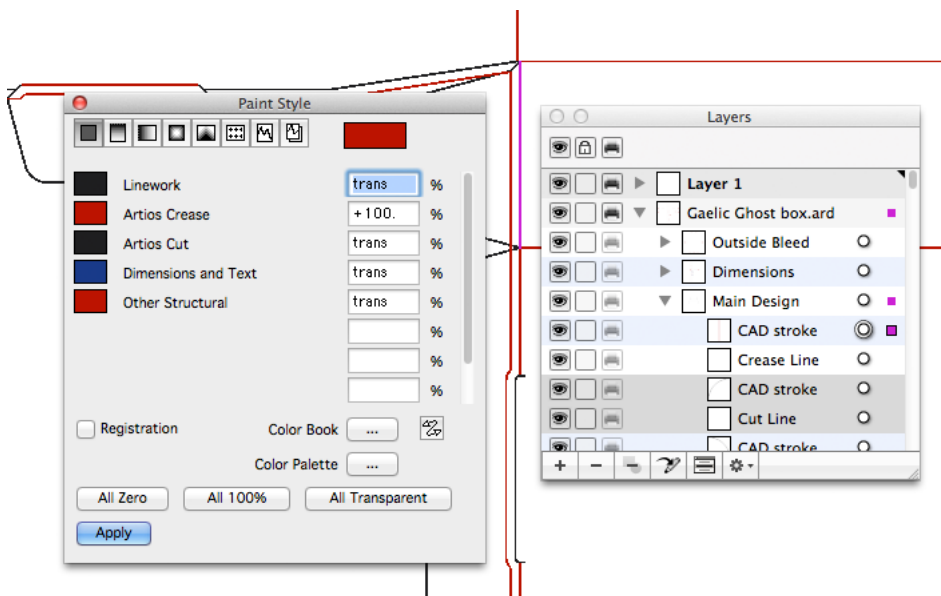 Paint Style
Linework trans %
Artios Crease +100. %
Artios Cut trans %
Dimensions and Text trans %
Other Structural trans %
%
%
%
Registration
Color Book ...
Color Palette ...
All Zero All 100% All Transparent
Apply
Layers
Layer 1
Gaelic Ghost box.ard
Outside Bleed
Dimensions
Main Design
CAD stroke
Crease Line
CAD stroke
Cut Line
CAD stroke